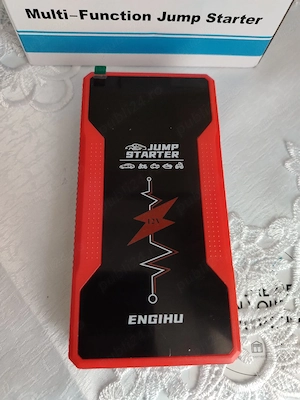 Multi-Function Jump Starter
JUMP
STARTER
12V
ENGIHU